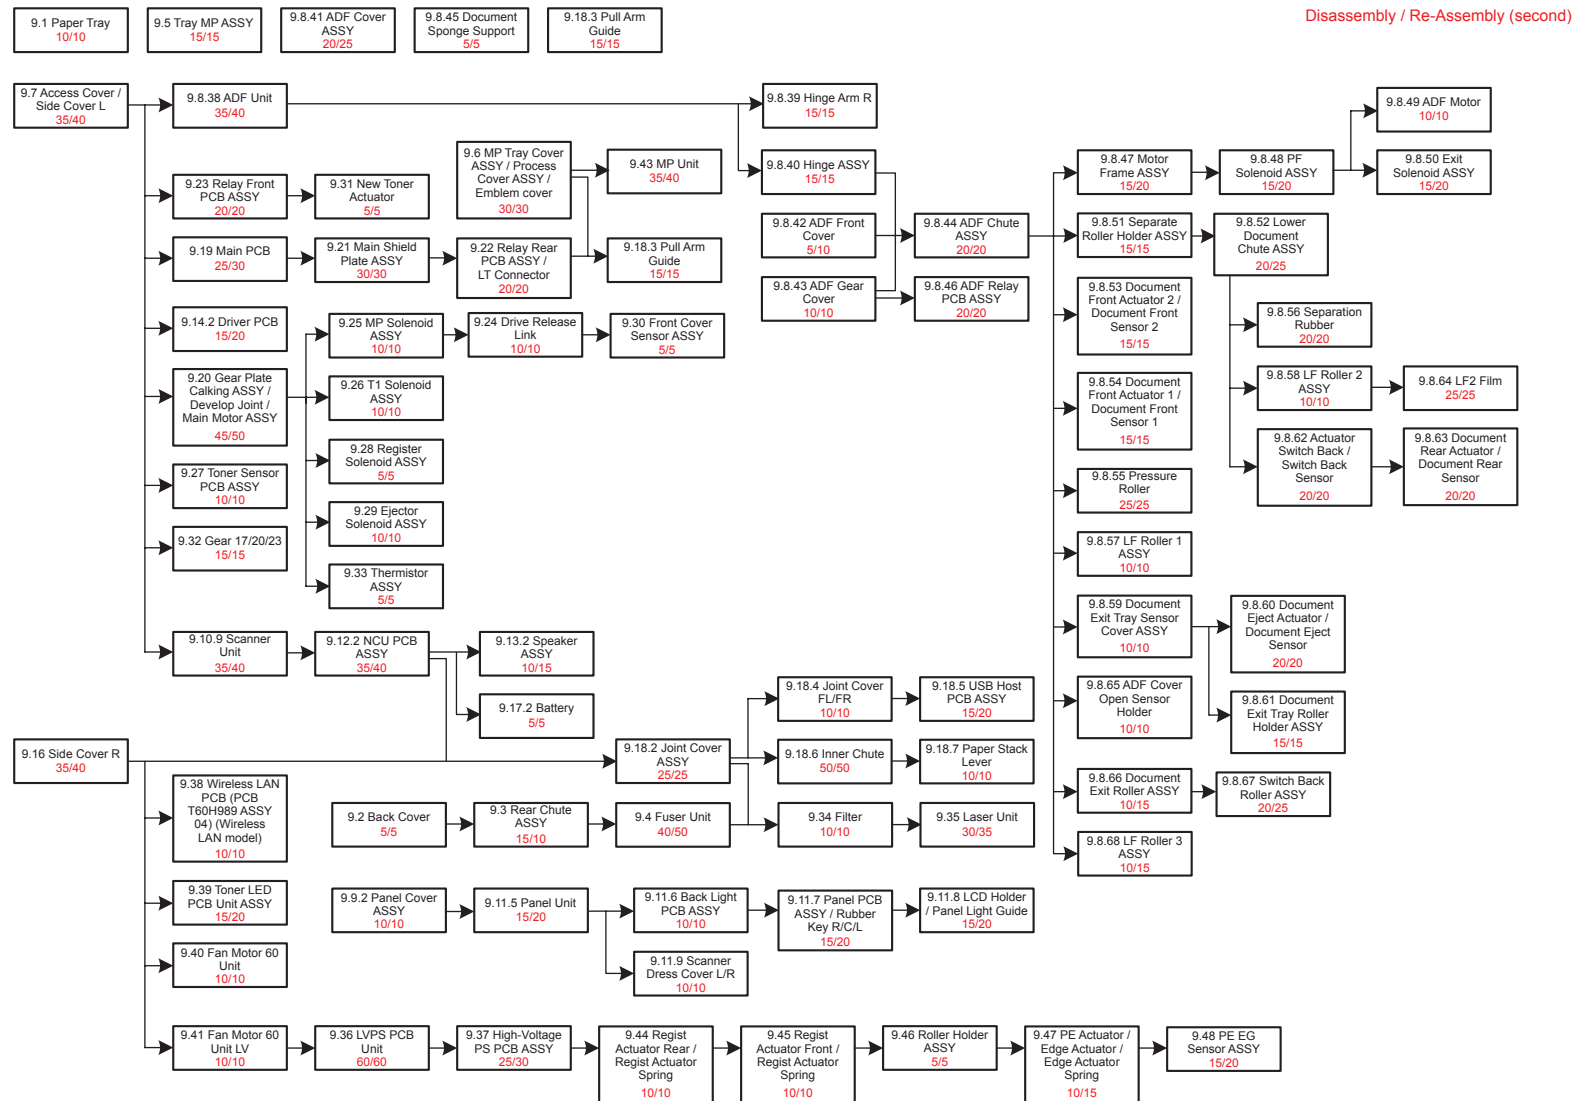 Disassembly / Re-Assembly (second)
9.1 Paper Tray
10/10
9.5 Tray MP ASSY
15/15
9.8.41 ADF Cover
ASSY
20/25
9.8.45 Document
Sponge Support
5/5
9.18.3 Pull Arm
Guide
15/15
9.7 Access Cover /
Side Cover L
35/40
9.8.38 ADF Unit
35/40
9.8.39 Hinge Arm R
15/15
9.8.49 ADF Motor
10/10
9.23 Relay Front
PCB ASSY
20/20
9.31 New Toner
Actuator
5/5
9.6 MP Tray Cover
ASSY / Process
Cover ASSY /
Emblem cover
30/30
9.43 MP Unit
35/40
9.8.40 Hinge ASSY
15/15
9.8.47 Motor
Frame ASSY
15/20
9.8.48 PF
Solenoid ASSY
15/20
9.8.50 Exit
Solenoid ASSY
15/20
9.19 Main PCB
25/30
9.21 Main Shield
Plate ASSY
30/30
9.22 Relay Rear
PCB ASSY /
LT Connector
20/20
9.18.3 Pull Arm
Guide
15/15
9.8.42 ADF Front
Cover
5/10
9.8.44 ADF Chute
ASSY
20/20
9.8.51 Separate
Roller Holder ASSY
15/15
9.8.52 Lower
Document
Chute ASSY
20/25
9.8.43 ADF Gear
Cover
10/10
9.8.46 ADF Relay
PCB ASSY
20/20
9.8.53 Document
Front Actuator 2 /
Document Front
Sensor 2
15/15
9.8.56 Separation
Rubber
20/20
9.14.2 Driver PCB
15/20
9.25 MP Solenoid
ASSY
10/10
9.24 Drive Release
Link
10/10
9.30 Front Cover
Sensor ASSY
5/5
9.20 Gear Plate
Calking ASSY /
Develop Joint /
Main Motor ASSY
45/50
9.26 T1 Solenoid
ASSY
10/10
9.8.54 Document
Front Actuator 1 /
Document Front
Sensor 1
15/15
9.8.58 LF Roller 2
ASSY
10/10
9.8.64 LF2 Film
25/25
9.28 Register
Solenoid ASSY
5/5
9.8.62 Actuator
Switch Back /
Switch Back
Sensor
20/20
9.8.63 Document
Rear Actuator /
Document Rear
Sensor
20/20
9.27 Toner Sensor
PCB ASSY
10/10
9.8.55 Pressure
Roller
25/25
9.29 Ejector
Solenoid ASSY
10/10
9.32 Gear 17/20/23
15/15
9.8.57 LF Roller 1
ASSY
10/10
9.33 Thermistor
ASSY
5/5
9.8.59 Document
Exit Tray Sensor
Cover ASSY
10/10
9.8.60 Document
Eject Actuator /
Document Eject
Sensor
20/20
9.10.9 Scanner
Unit
35/40
9.12.2 NCU PCB
ASSY
35/40
9.13.2 Speaker
ASSY
10/15
9.17.2 Battery
5/5
9.18.4 Joint Cover
FL/FR
10/10
9.18.5 USB Host
PCB ASSY
15/20
9.8.65 ADF Cover
Open Sensor
Holder
10/10
9.8.61 Document
Exit Tray Roller
Holder ASSY
15/15
9.16 Side Cover R
35/40
9.18.2 Joint Cover
ASSY
25/25
9.18.6 Inner Chute
50/50
9.18.7 Paper Stack
Lever
10/10
9.8.66 Document
Exit Roller ASSY
10/15
9.8.67 Switch Back
Roller ASSY
20/25
9.38 Wireless LAN
PCB (PCB
T60H989 ASSY
04) (Wireless
LAN model)
10/10
9.2 Back Cover
5/5
9.3 Rear Chute
ASSY
15/10
9.4 Fuser Unit
40/50
9.34 Filter
10/10
9.35 Laser Unit
30/35
9.8.68 LF Roller 3
ASSY
10/15
9.39 Toner LED
PCB Unit ASSY
15/20
9.9.2 Panel Cover
ASSY
10/10
9.11.5 Panel Unit
15/20
9.11.6 Back Light
PCB ASSY
10/10
9.11.7 Panel PCB
ASSY / Rubber
Key R/C/L
15/20
9.11.8 LCD Holder
/ Panel Light Guide
15/20
9.40 Fan Motor 60
Unit
10/10
9.11.9 Scanner
Dress Cover L/R
10/10
9.41 Fan Motor 60
Unit LV
10/10
9.36 LVPS PCB
Unit
60/60
9.37 High-Voltage
PS PCB ASSY
25/30
9.44 Regist
Actuator Rear /
Regist Actuator
Spring
10/10
9.45 Regist
Actuator Front /
Regist Actuator
Spring
10/10
9.46 Roller Holder
ASSY
5/5
9.47 PE Actuator /
Edge Actuator /
Edge Actuator
Spring
10/15
9.48 PE EG
Sensor ASSY
15/20